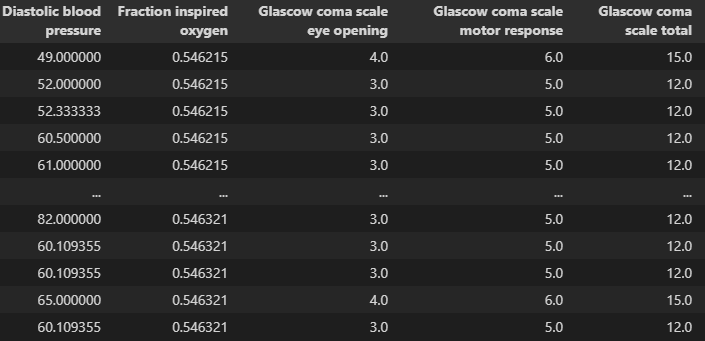 Diastolic blood pressure Fraction inspired oxygen Glascow coma scale eye opening Glascow coma scale motor response Glascow coma scale total
49.000000 0.546215 4.0 6.0 15.0
52.000000 0.546215 3.0 5.0 12.0
52.333333 0.546215 3.0 5.0 12.0
60.500000 0.546215 3.0 5.0 12.0
61.000000 0.546215 3.0 5.0 12.0
... ... ... ... ...
82.000000 0.546321 3.0 5.0 12.0
60.109355 0.546321 3.0 5.0 12.0
60.109355 0.546321 3.0 5.0 12.0
65.000000 0.546321 4.0 6.0 15.0
60.109355 0.546321 3.0 5.0 12.0